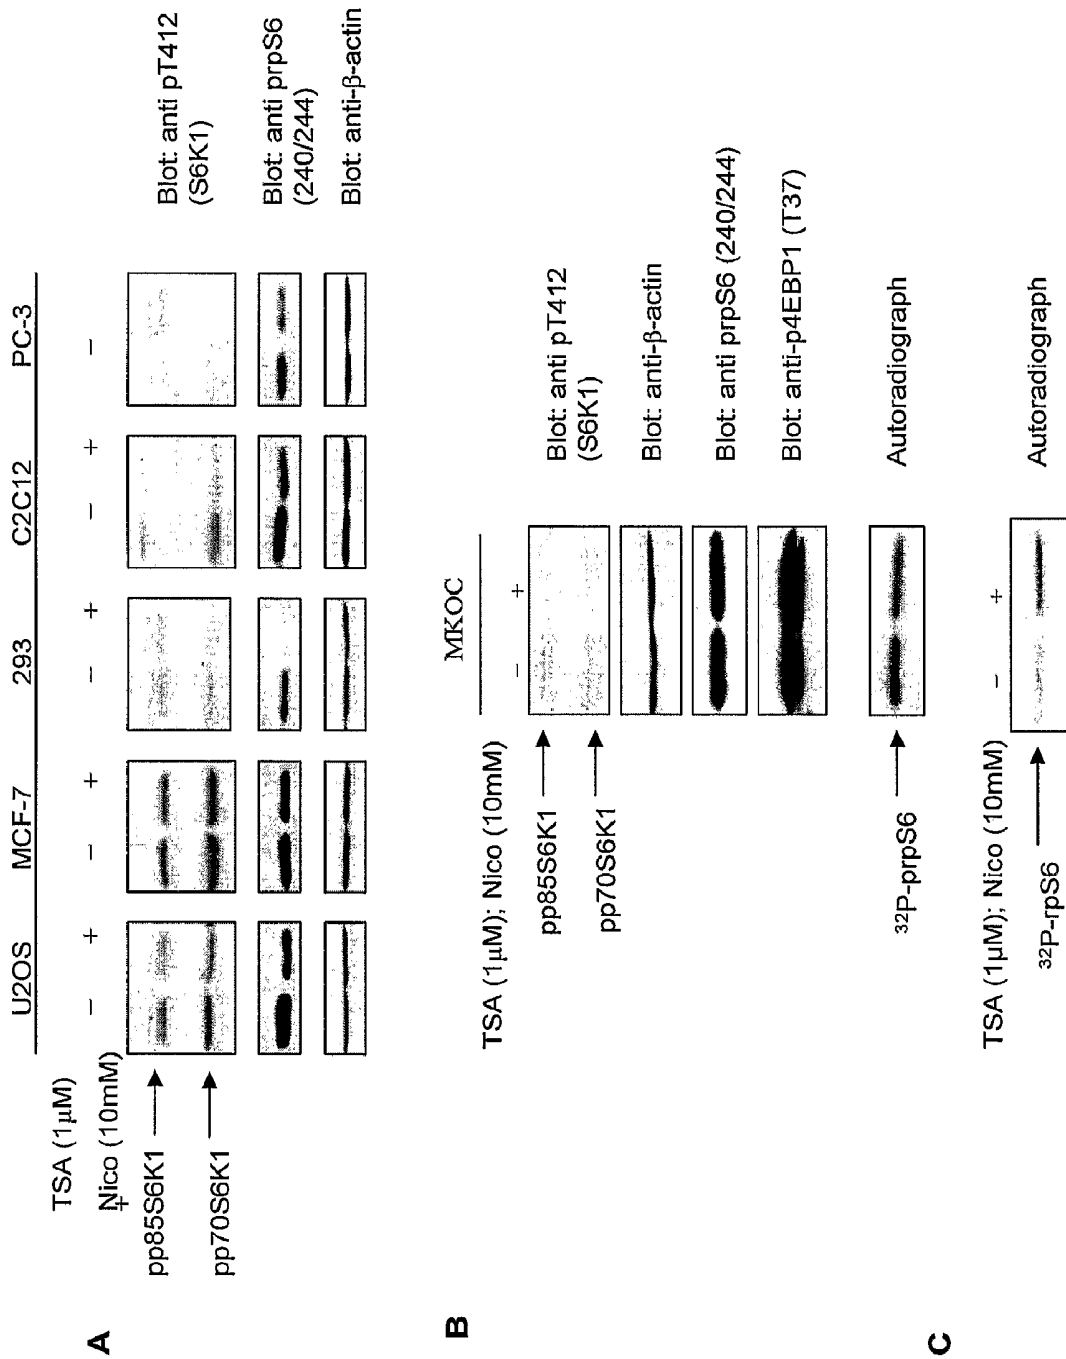 A
U2OS MCF-7 293 C2C12 PC-3
TSA (1μM)
Nico (10mM) − + − + − + − + −
+
pp85S6K1
pp70S6K1
Blot: anti pT412
(S6K1)
Blot: anti prpS6
(240/244)
Blot: anti-β-actin
B
MKOC
TSA (1μM); Nico (10mM) − +
pp85S6K1
pp70S6K1
Blot: anti pT412
(S6K1)
Blot: anti-β-actin
Blot: anti prpS6 (240/244)
Blot: anti-p4EBP1 (T37)
32P-prpS6
Autoradiograph
C
TSA (1μM); Nico (10mM) − +
32P-rpS6
Autoradiograph